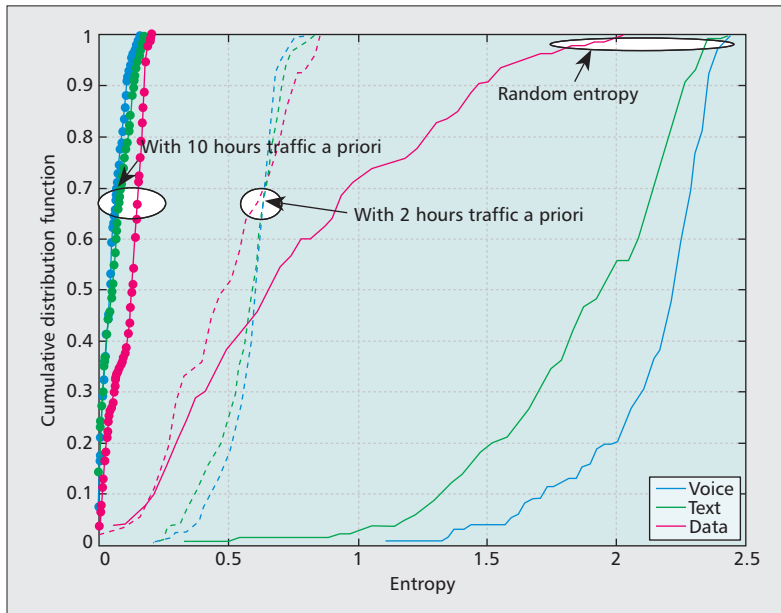 1
0.9
0.8
0.7
0.6
0.5
0.4
0.3
0.2
0.1
0
Cumulative distribution function
Random entropy
With 10 hours traffic a priori
With 2 hours traffic a priori
Voice
Text
Data
0 0.5 1 1.5 2 2.5
Entropy